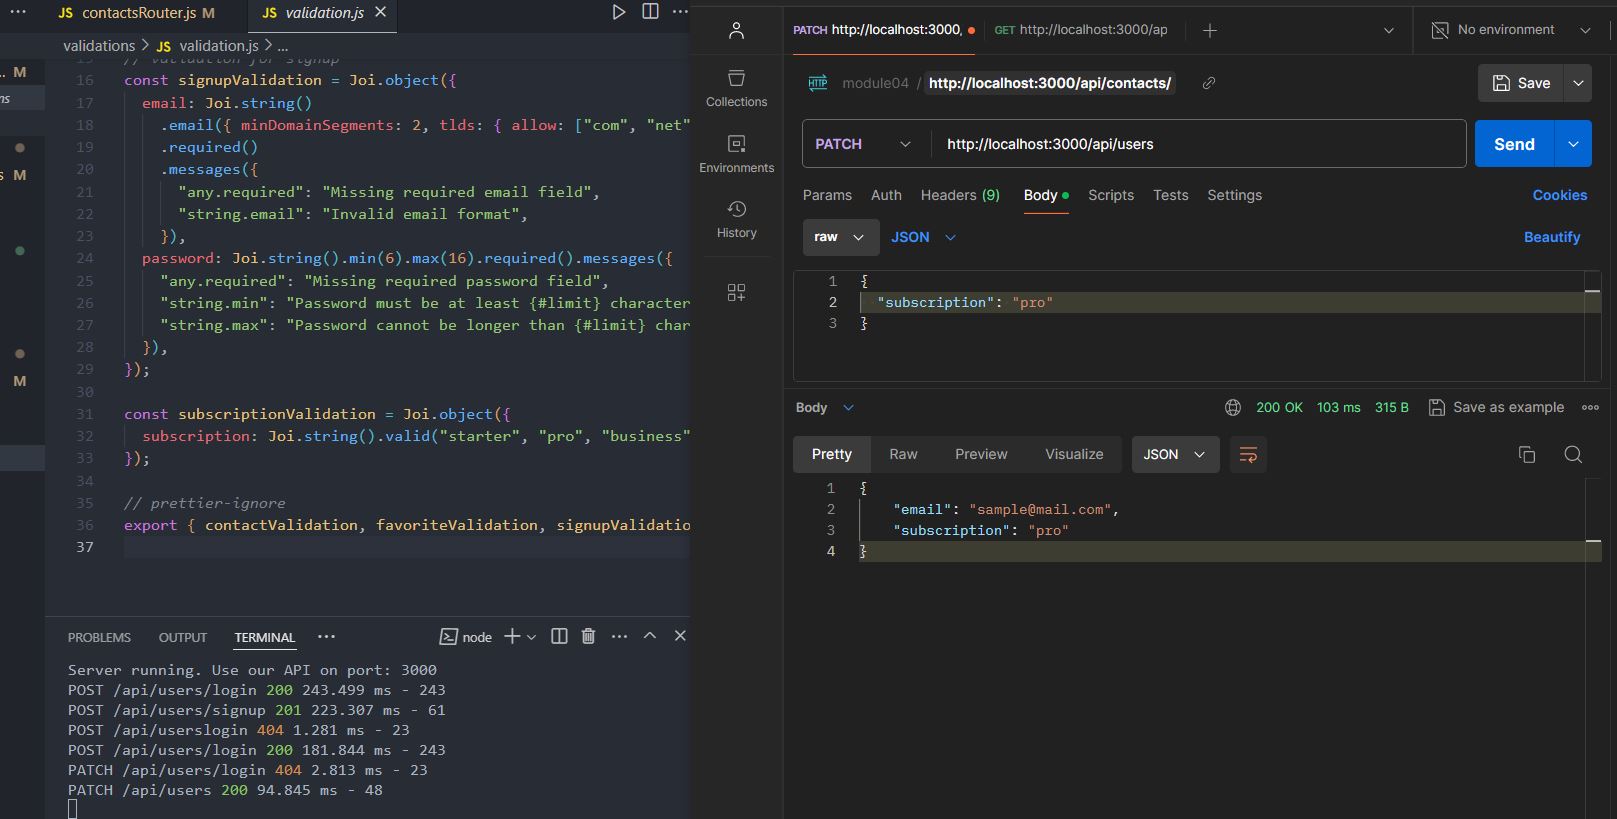 JS contactsRouter.js M
JS validation.js
validations > JS validation.js > ...
15 // validation for signup
16 const signupValidation = Joi.object({
17 email: Joi.string()
18 .email({ minDomainSegments: 2, tlds: { allow: ["com", "net"
19 .required()
20 .messages({
21 "any.required": "Missing required email field",
22 "string.email": "Invalid email format",
23 }),
24 password: Joi.string().min(6).max(16).required().messages({
25 "any.required": "Missing required password field",
26 "string.min": "Password must be at least {#limit} character
27 "string.max": "Password cannot be longer than {#limit} char
28 }),
29 });
30
31 const subscriptionValidation = Joi.object({
32 subscription: Joi.string().valid("starter", "pro", "business"
33 });
34
35 // prettier-ignore
36 export { contactValidation, favoriteValidation, signupValidatio
37
M
ns
s M
M
PROBLEMS OUTPUT TERMINAL ... node
Server running. Use our API on port: 3000
POST /api/users/login 200 243.499 ms - 243
POST /api/users/signup 201 223.307 ms - 61
POST /api/userslogin 404 1.281 ms - 23
POST /api/users/login 200 181.844 ms - 243
PATCH /api/users/login 404 2.813 ms - 23
PATCH /api/users 200 94.845 ms - 48
Collections
Environments
History
PATCH http://localhost:3000, GET http://localhost:3000/ap No environment
HTTP module04 / http://localhost:3000/api/contacts/ Save
PATCH http://localhost:3000/api/users Send
Params Auth Headers (9) Body Scripts Tests Settings Cookies
raw JSON Beautify
1 {
2 "subscription": "pro"
3 }
Body 200 OK 103 ms 315 B Save as example
Pretty Raw Preview Visualize JSON
1 {
2 "email": "sample@mail.com",
3 "subscription": "pro"
4 }